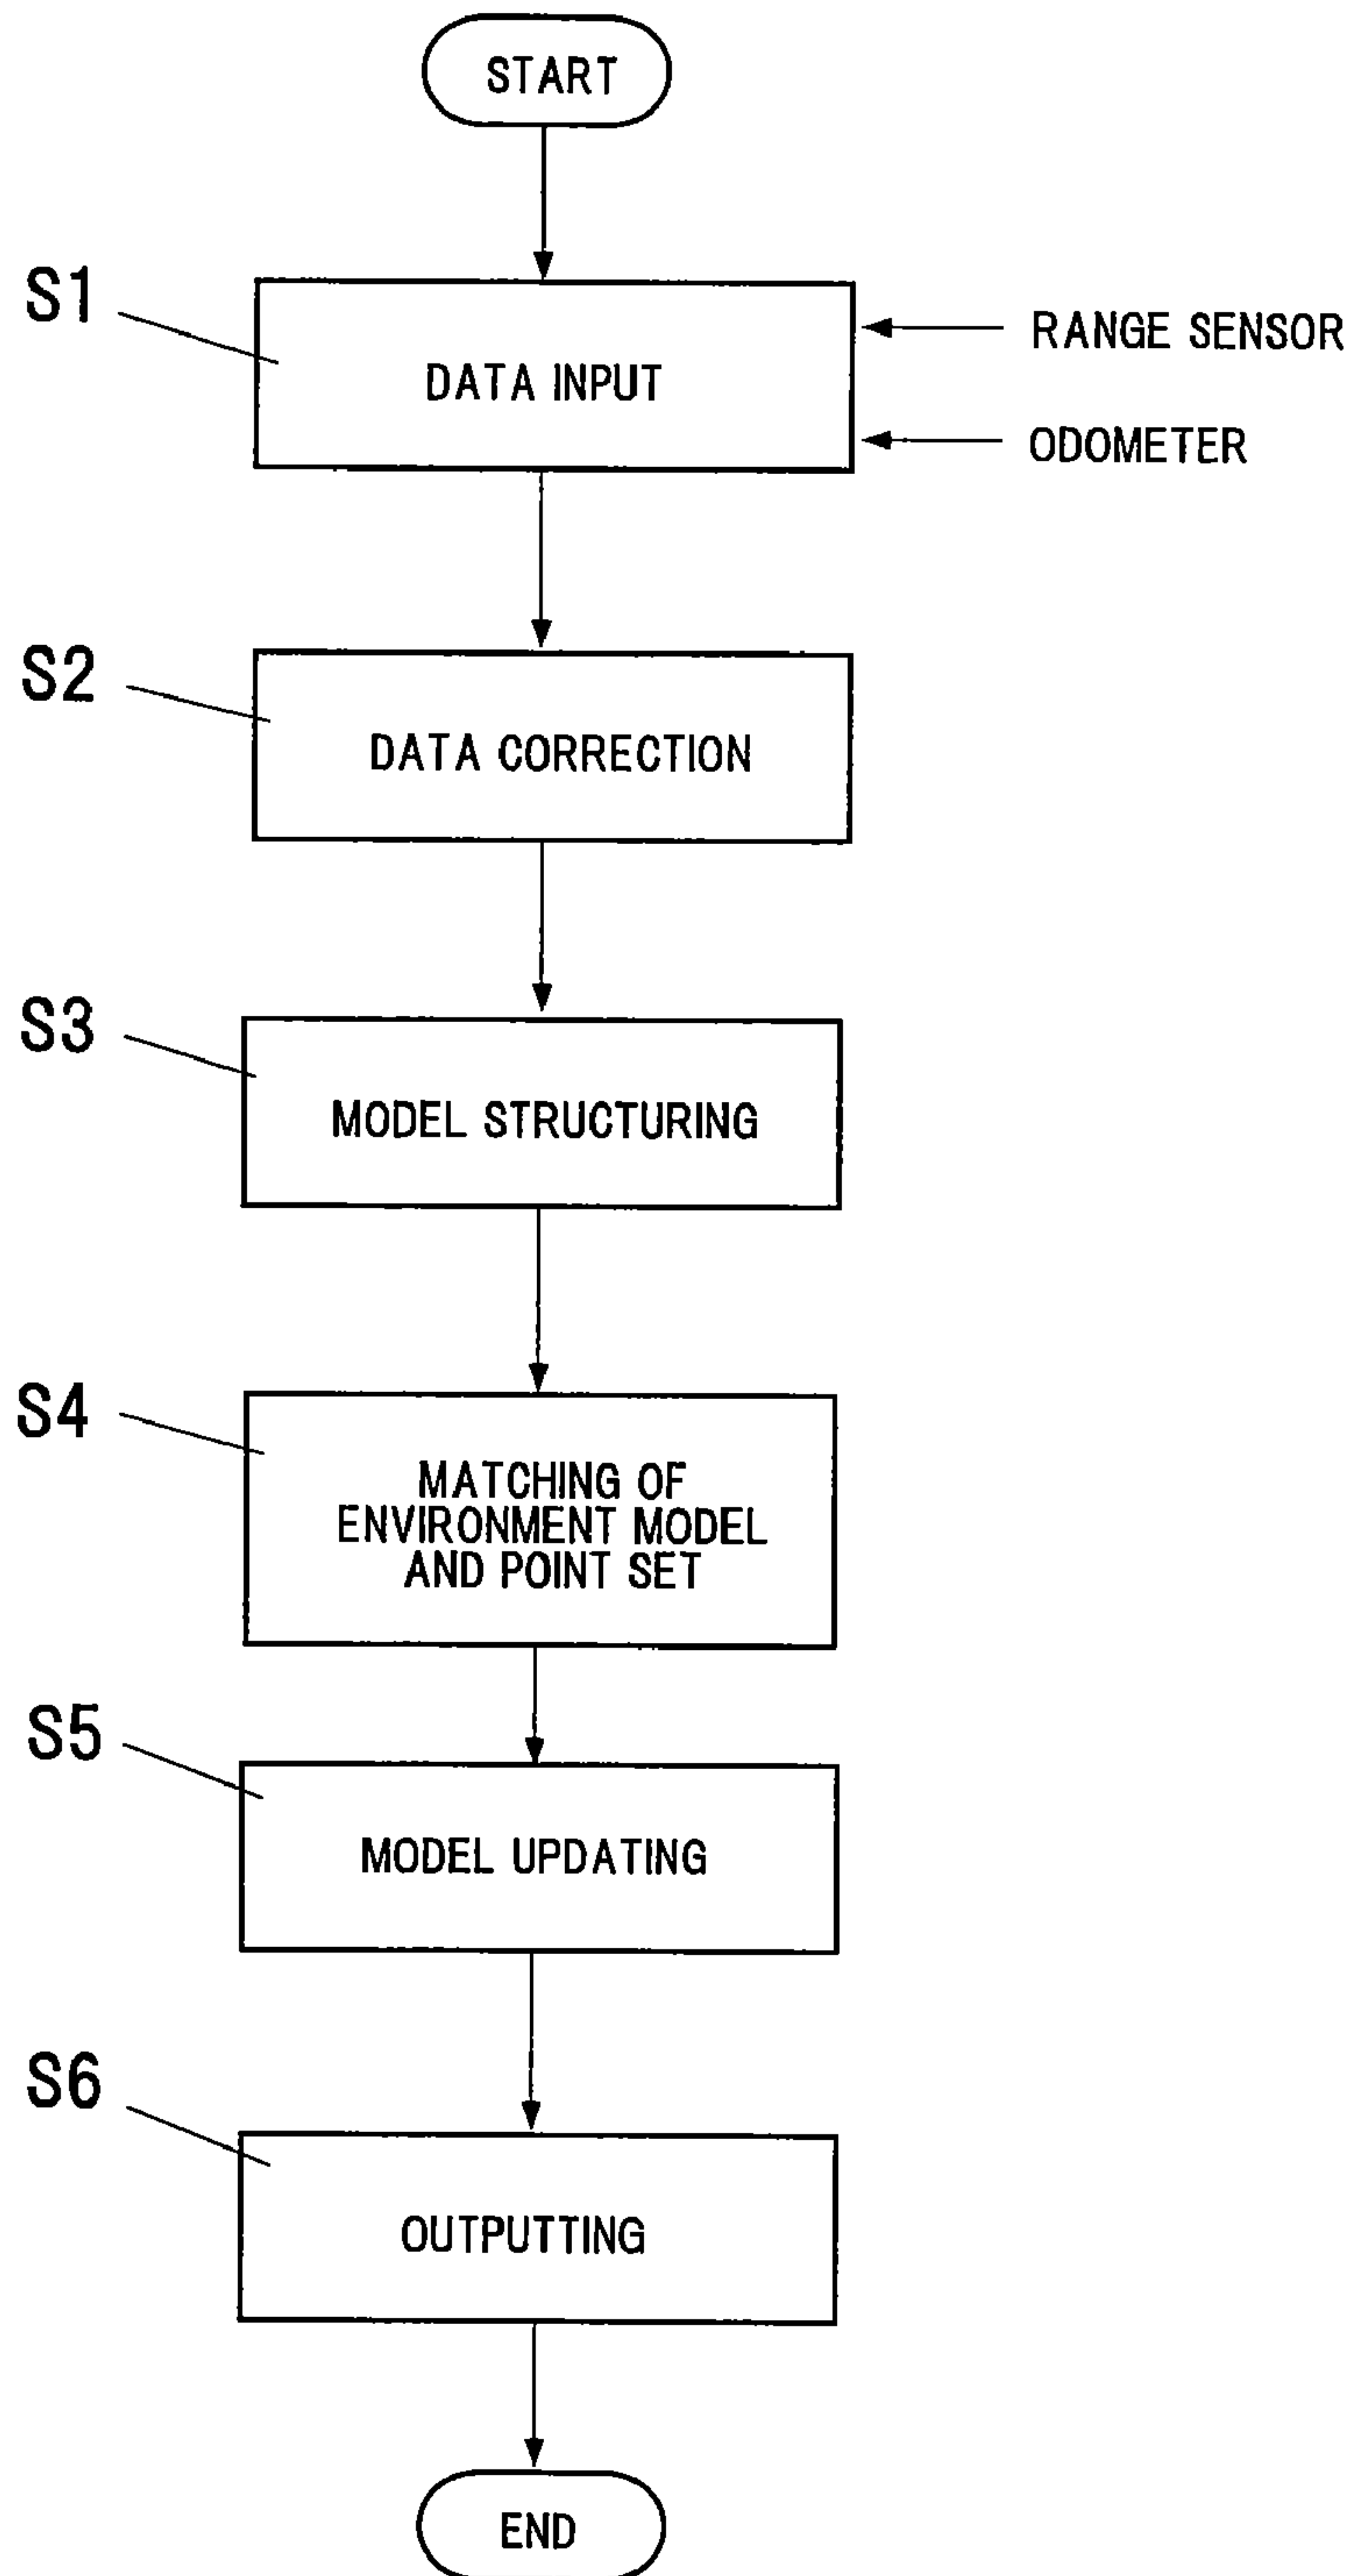 START
S1
DATA INPUT
RANGE SENSOR
ODOMETER
S2
DATA CORRECTION
S3
MODEL STRUCTURING
S4
MATCHING OF
ENVIRONMENT MODEL
AND POINT SET
S5
MODEL UPDATING
S6
OUTPUTTING
END